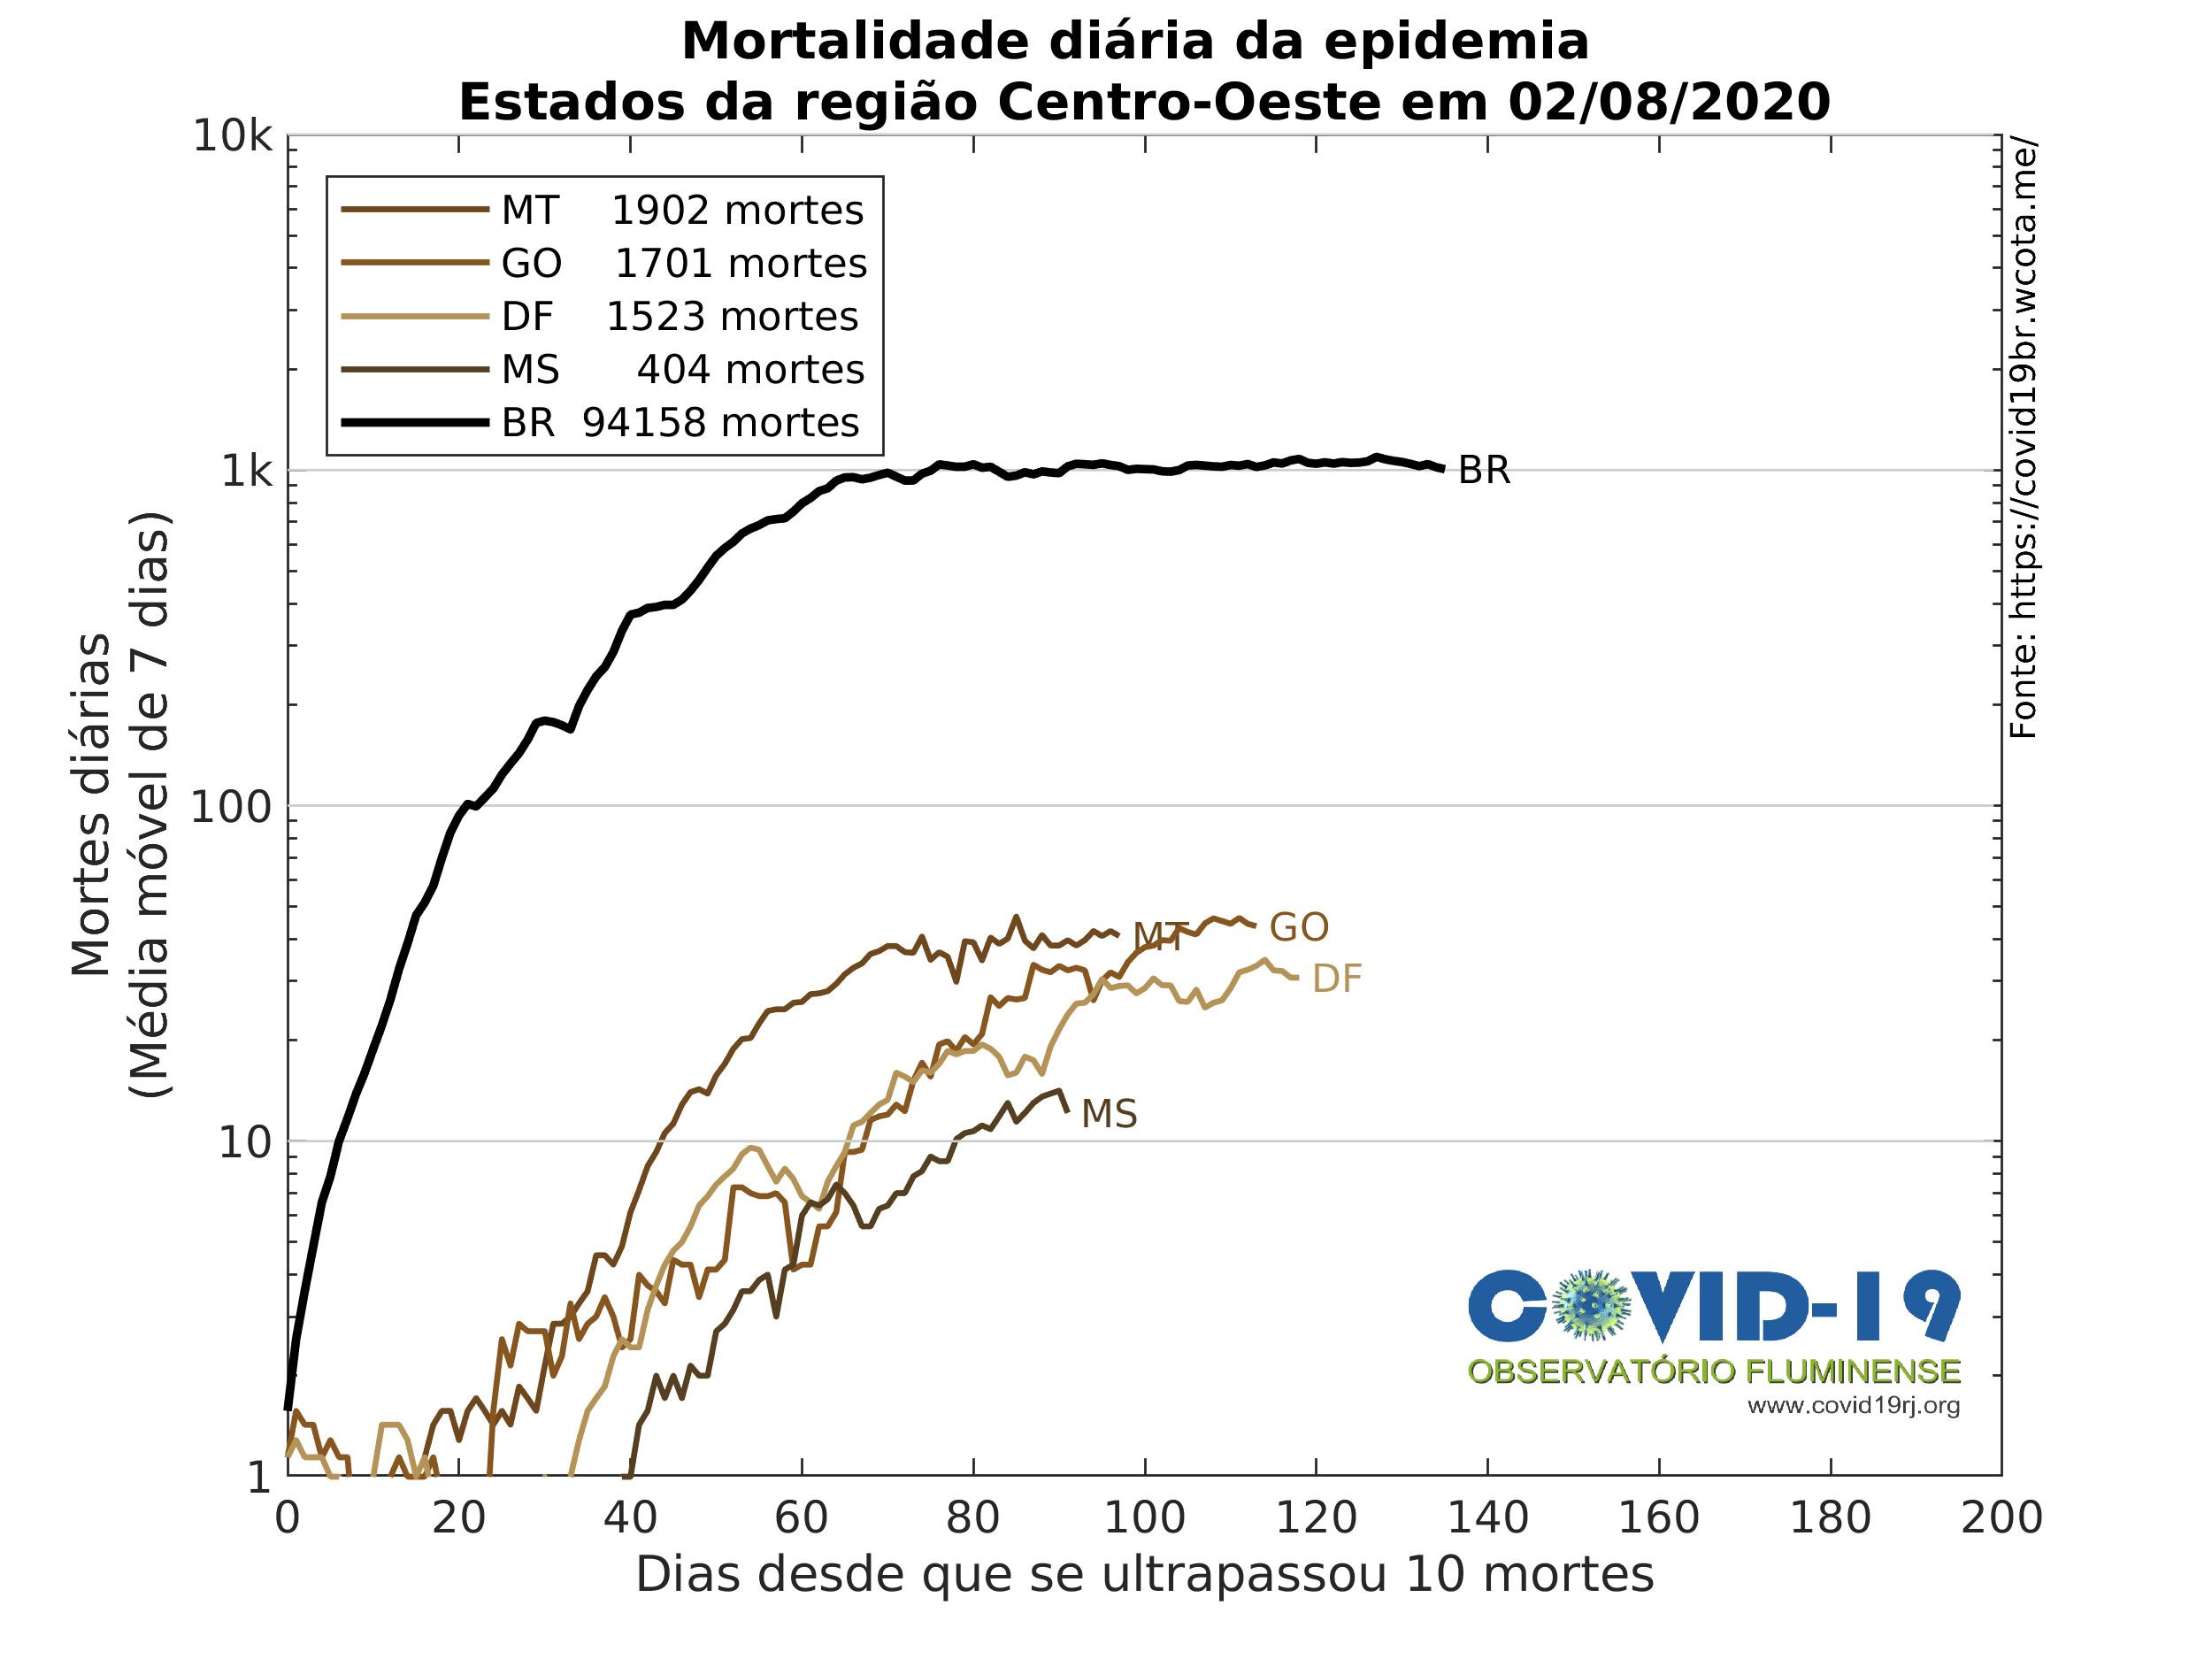 Mortalidade diária da epidemia
Estados da região Centro-Oeste em 02/08/2020
10k
1k
100
10
1
Mortes diárias
(Média móvel de 7 dias)
MT 1902 mortes
GO 1701 mortes
DF 1523 mortes
MS 404 mortes
BR 94158 mortes
BR
MT
GO
DF
MS
Fonte: https://covid19br.wcota.me/
COVID-19
OBSERVATÓRIO FLUMINENSE
www.covid19rj.org
0 20 40 60 80 100 120 140 160 180 200
Dias desde que se ultrapassou 10 mortes